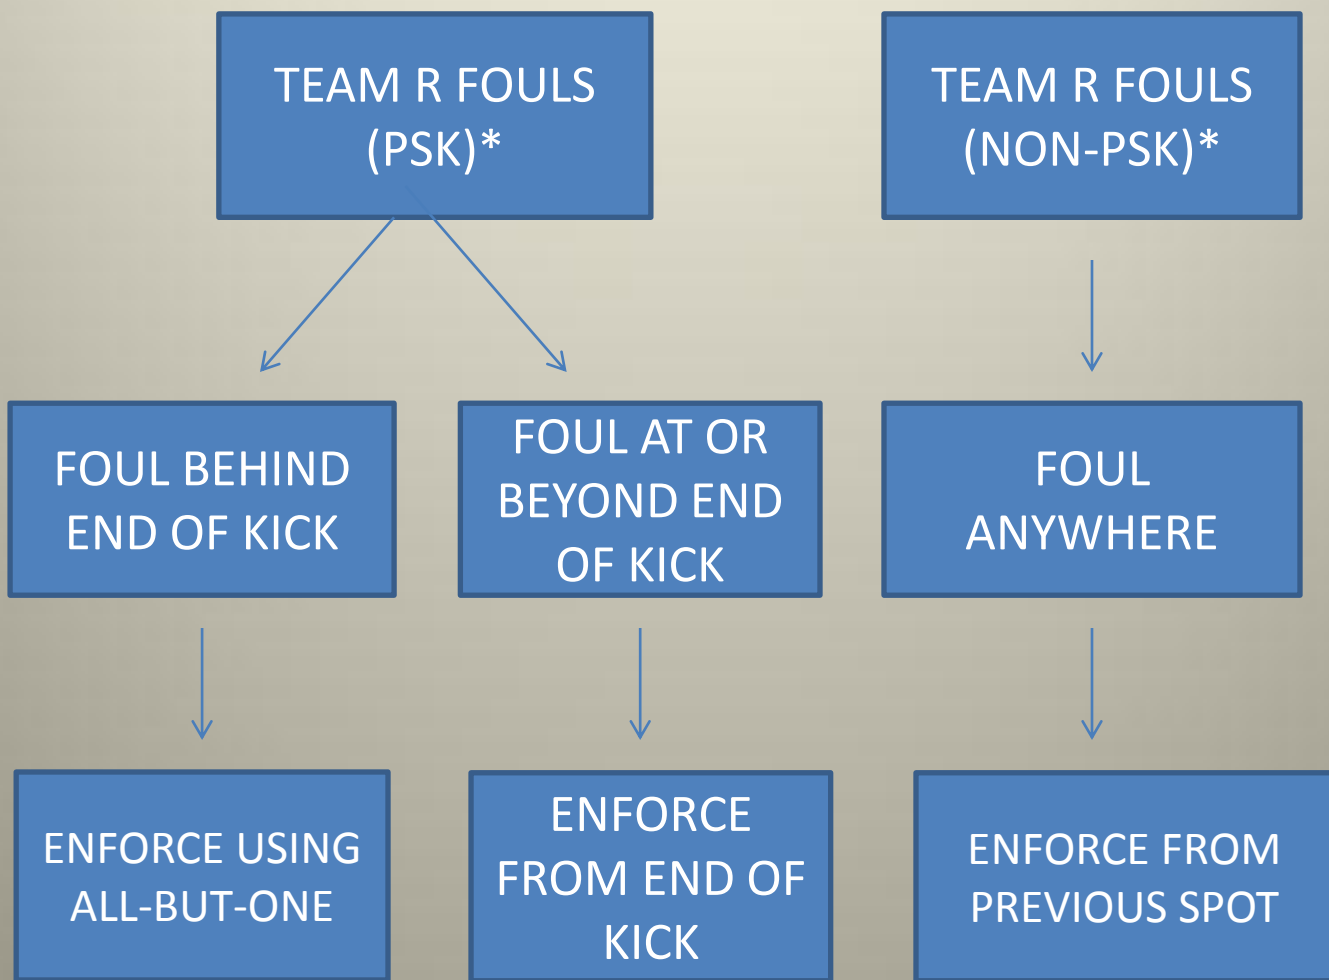 TEAM R FOULS
(PSK)*
TEAM R FOULS
(NON-PSK)*
FOUL BEHIND
END OF KICK
FOUL AT OR
BEYOND END
OF KICK
FOUL
ANYWHERE
ENFORCE USING
ALL-BUT-ONE
ENFORCE
FROM END OF
KICK
ENFORCE FROM
PREVIOUS SPOT